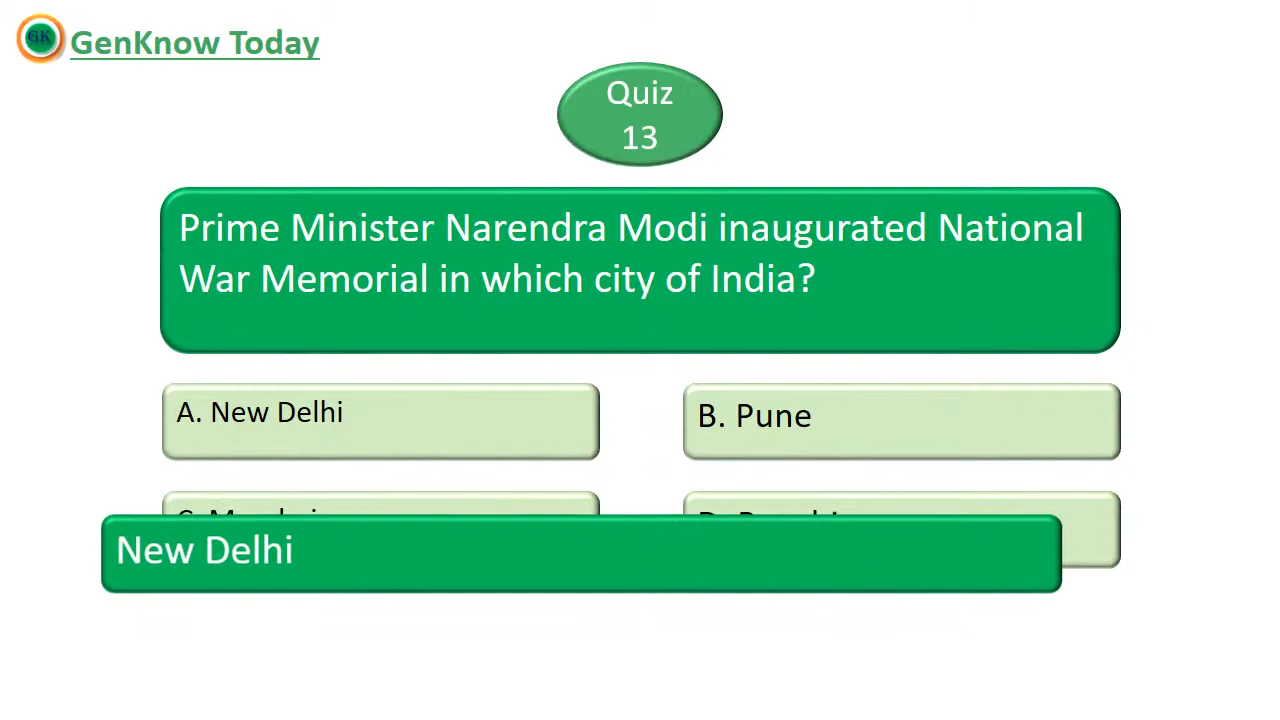 GK GenKnow Today
Quiz
13
Prime Minister Narendra Modi inaugurated National
War Memorial in which city of India?
A. New Delhi
B. Pune
New Delhi